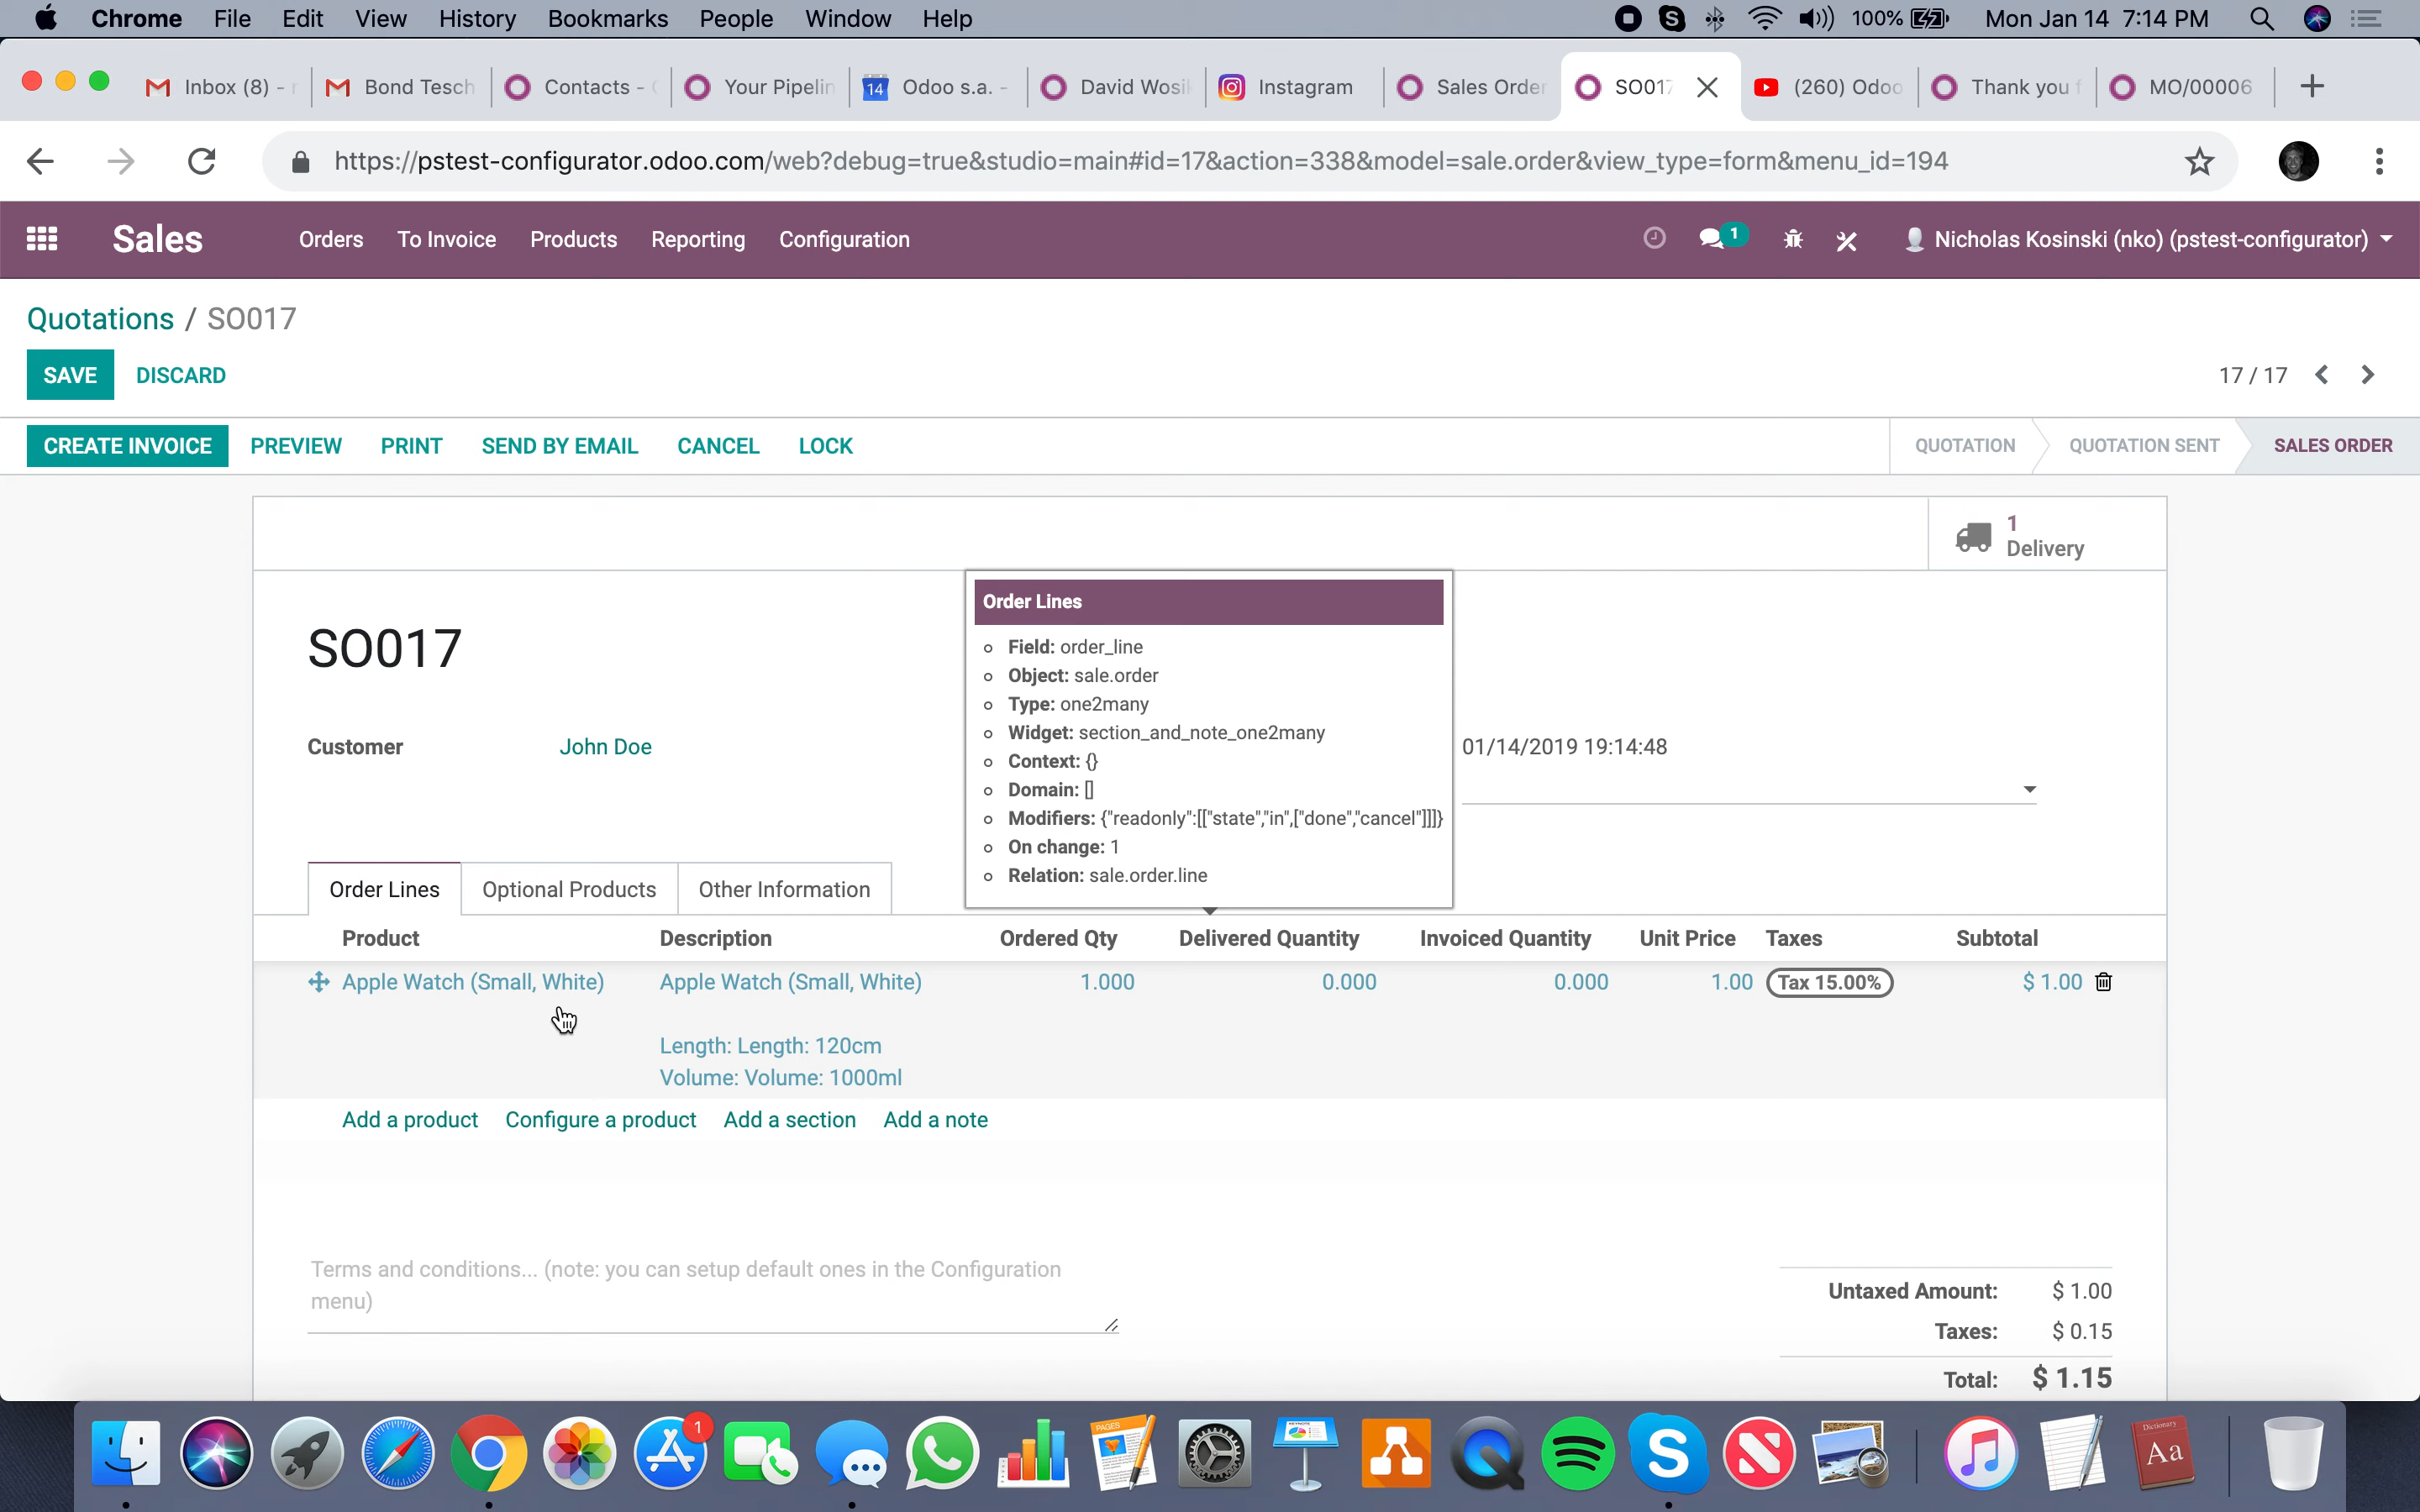 Chrome File Edit View History Bookmarks People Window Help 100% Mon Jan 14 7:14 PM
Inbox (8) - Bond Tesch Contacts - Your Pipelin 14 Odoo s.a. - David Wosi Instagram Sales Order SO017 (260) Odoo Thank you f MO/00006
https://pstest-configurator.odoo.com/web?debug=true&studio=main#id=17&action=338&model=sale.order&view_type=form&menu_id=194
Sales Orders To Invoice Products Reporting Configuration 1 Nicholas Kosinski (nko) (pstest-configurator)
Quotations / SO017
SAVE DISCARD 17 / 17
CREATE INVOICE PREVIEW PRINT SEND BY EMAIL CANCEL LOCK QUOTATION QUOTATION SENT SALES ORDER
1
Delivery
Order Lines
Field: order_line
Object: sale.order
Type: one2many
Widget: section_and_note_one2many
Context: {}
Domain: []
Modifiers: {"readonly":[["state","in",["done","cancel"]]]}
On change: 1
Relation: sale.order.line
SO017
Customer John Doe 01/14/2019 19:14:48
Order Lines Optional Products Other Information
Product Description Ordered Qty Delivered Quantity Invoiced Quantity Unit Price Taxes Subtotal
Apple Watch (Small, White) Apple Watch (Small, White) 1.000 0.000 0.000 1.00 Tax 15.00% $ 1.00
Length: Length: 120cm
Volume: Volume: 1000ml
Add a product Configure a product Add a section Add a note
Terms and conditions... (note: you can setup default ones in the Configuration
menu)
Untaxed Amount: $ 1.00
Taxes: $ 0.15
Total: $ 1.15
1
PAGES
Dictionary
Aa